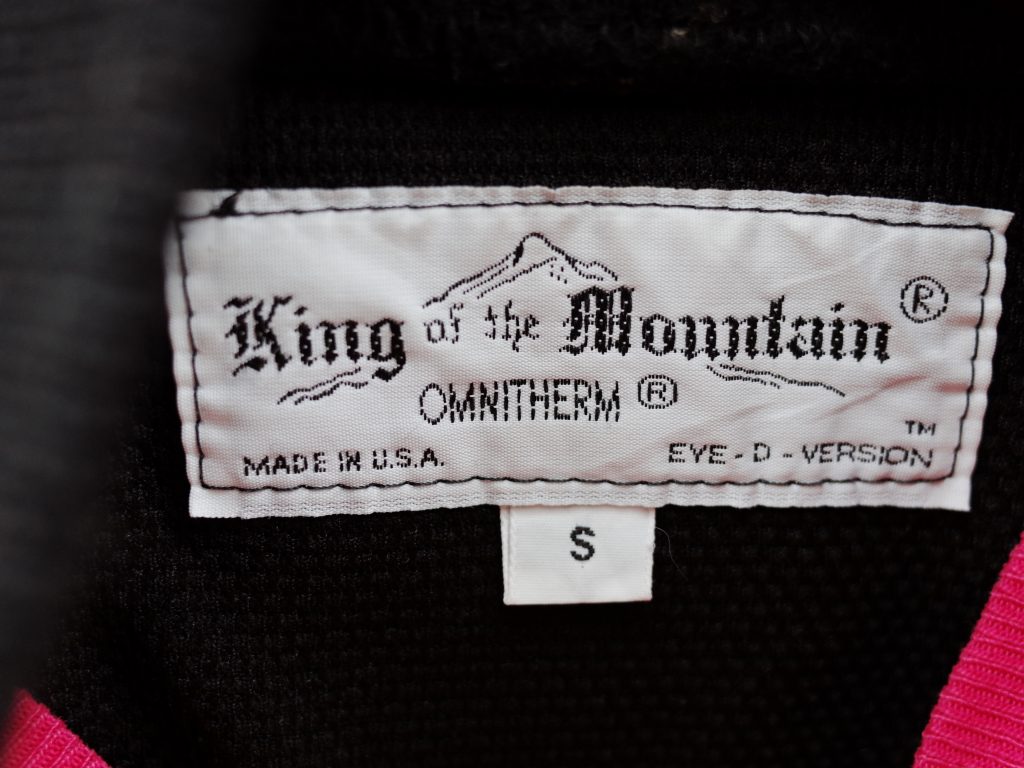 King of the Mountain ®
OMNITHERM ®
MADE IN U.S.A.
EYE - D - VERSION ™
S